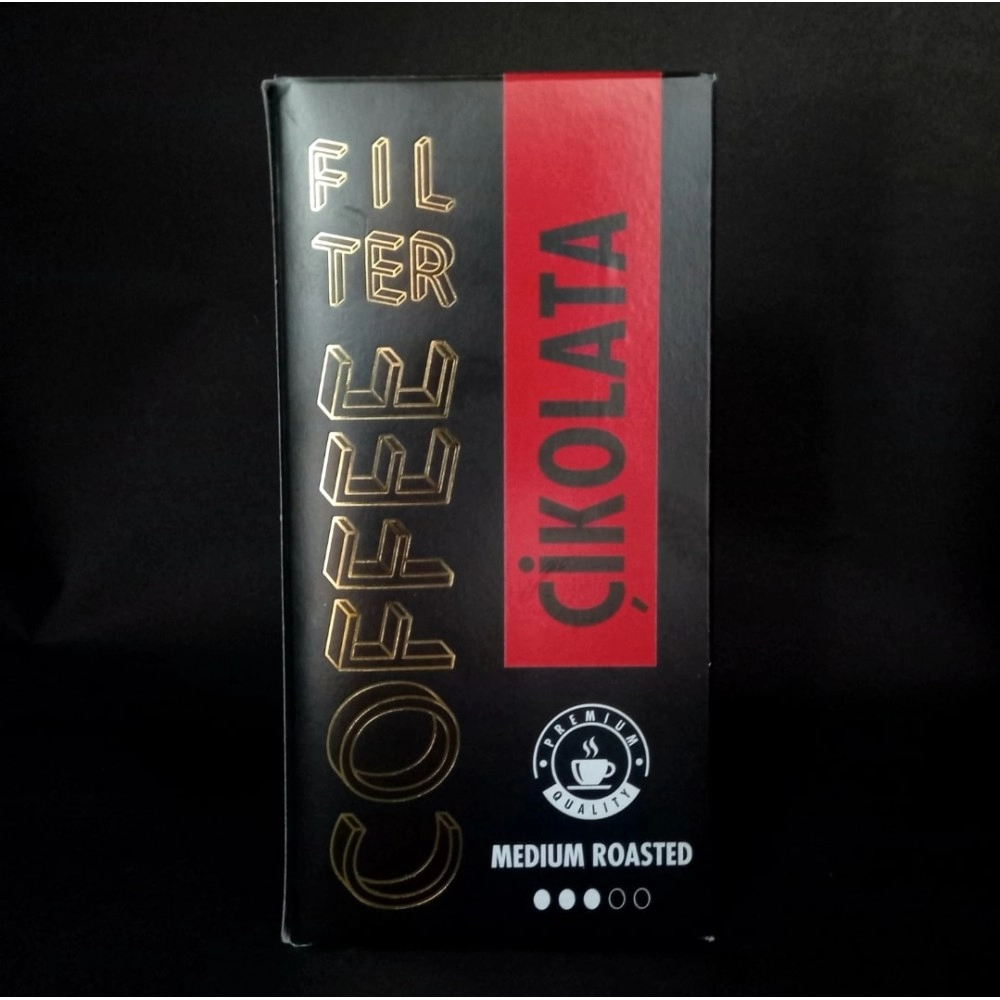 FIL
TER
COFFEE
ÇİKOLATA
PREMIUM
QUALITY
MEDIUM ROASTED